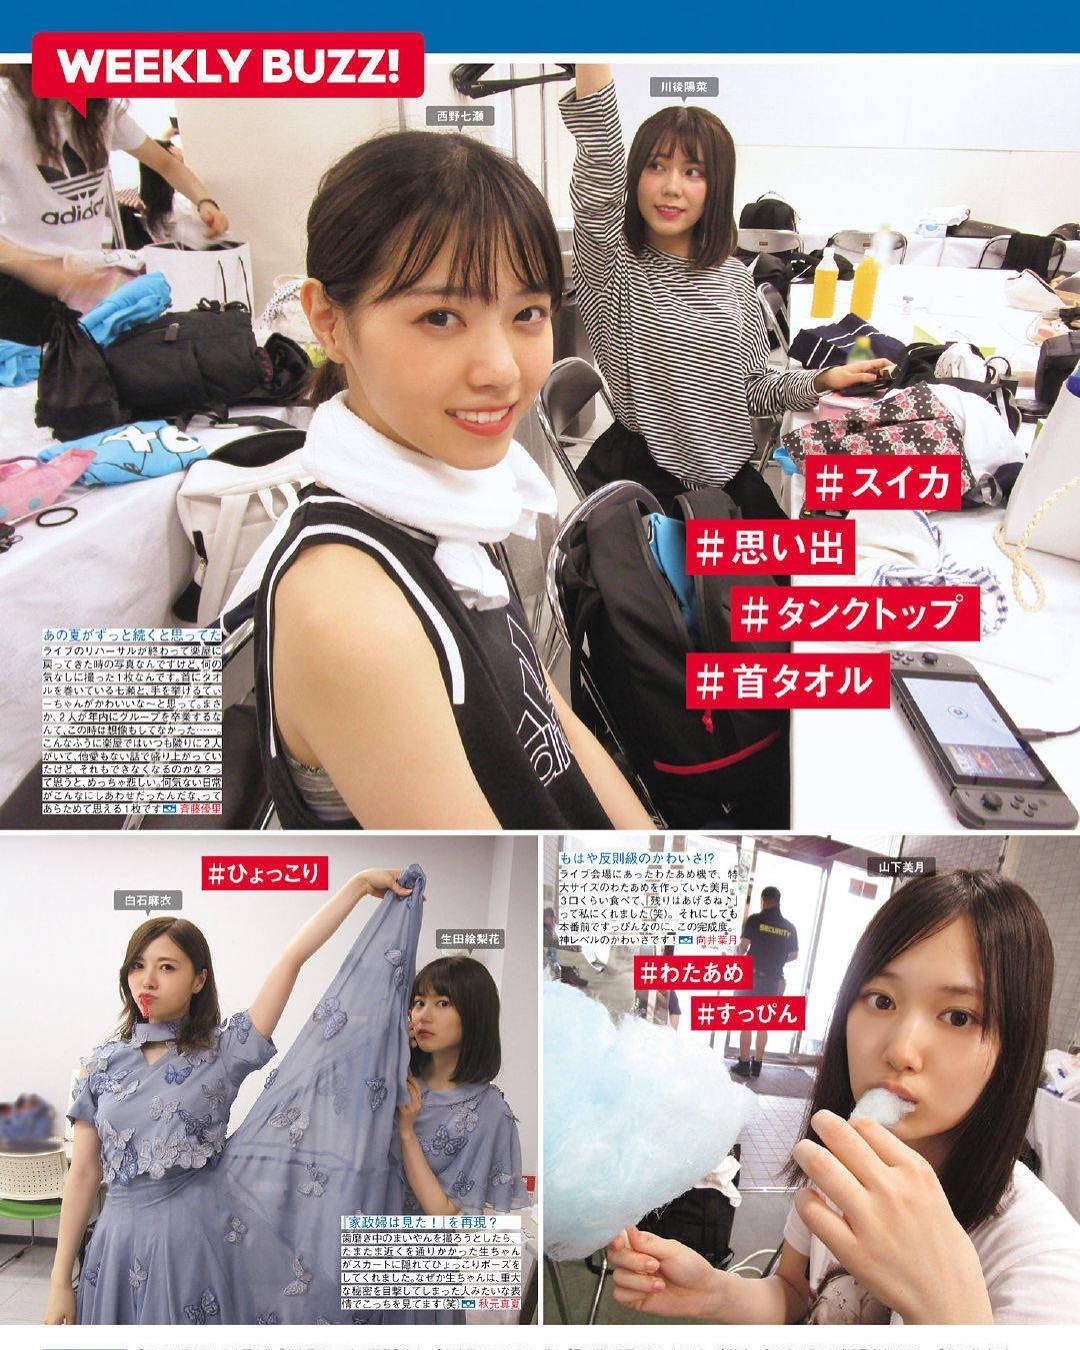 WEEKLY BUZZ!
西野七瀬
川後陽菜
adidas
#スイカ
#思い出
#タンクトップ
#首タオル
あの夏がずっと続くと思ってた
ライブのリハーサルが終わって楽屋に
戻ってきた時の写真なんですけど、何の
気なしに撮った1枚なんです。首にタオ
ルを巻いている七瀬と、手を挙げるてぃ
ーちゃんがかわいいな〜と思って。まさ
か、2人が年内にグループを卒業するな
んて、この時は想像もしてなかった……
こんなふうに楽屋ではいつも隣りに2人
がいて、他愛もない話で盛り上がってい
たけど、それもできなくなるのかな?っ
て思うと、めっちゃ悲しい。何気ない日常
がこんなにしあわせだったんだな、って
あらためて思える1枚です 斉藤優里
#ひょっこり
白石麻衣
生田絵梨花
『家政婦は見た!』を再現?
歯磨き中のまいやんを撮ろうとしたら、
たまたま近くを通りかかった生ちゃん
がスカートに隠れてひょっこりポーズを
してくれました。なぜか生ちゃんは、重大
な秘密を目撃してしまった人みたいな表
情でこっちを見てます(笑) 秋元真夏
もはや反則級のかわいさ!?
ライブ会場にあったわたあめ機で、特
大サイズのわたあめを作っていた美月。
3口くらい食べて、「残りはあげるね♪」
って私にくれました(笑)。それにしても
本番前ですっぴんなのに、この完成度。
神レベルのかわいさです! 向井葉月
山下美月
SECURITY
#わたあめ
#すっぴん